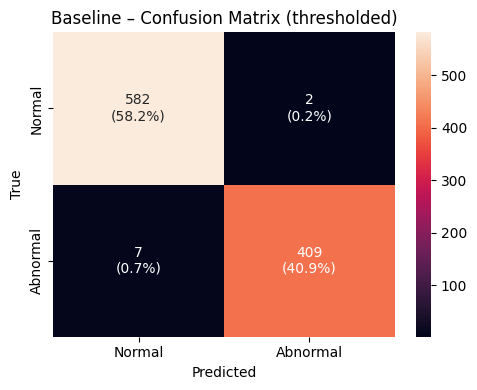 Baseline – Confusion Matrix (thresholded)
True
Normal
Abnormal
582
(58.2%)
2
(0.2%)
7
(0.7%)
409
(40.9%)
Normal
Abnormal
Predicted
500
400
300
200
100